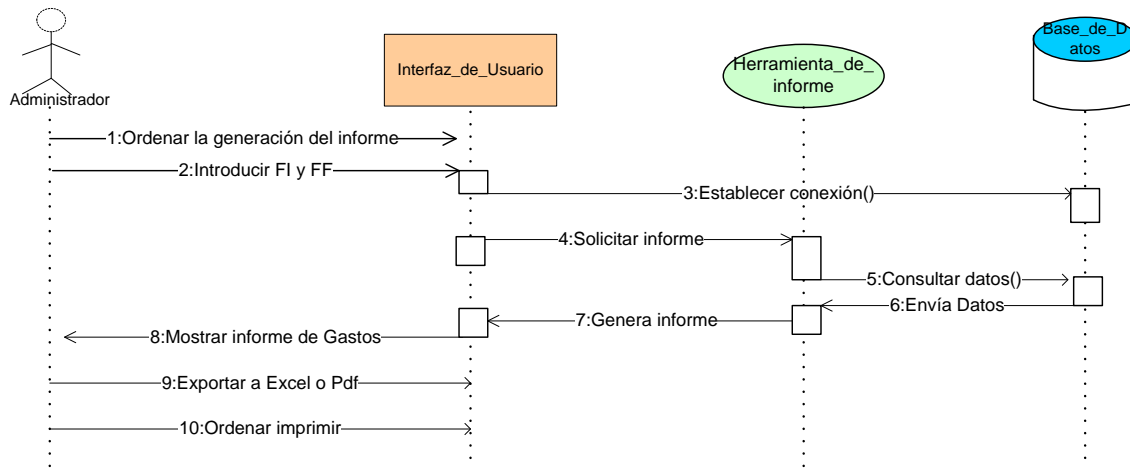 Administrador
Interfaz_de_Usuario
Herramienta_de_
informe
Base_de_D
atos
1:Ordenar la generación del informe
2:Introducir FI y FF
3:Establecer conexión()
4:Solicitar informe
5:Consultar datos()
6:Envía Datos
7:Genera informe
8:Mostrar informe de Gastos
9:Exportar a Excel o Pdf
10:Ordenar imprimir